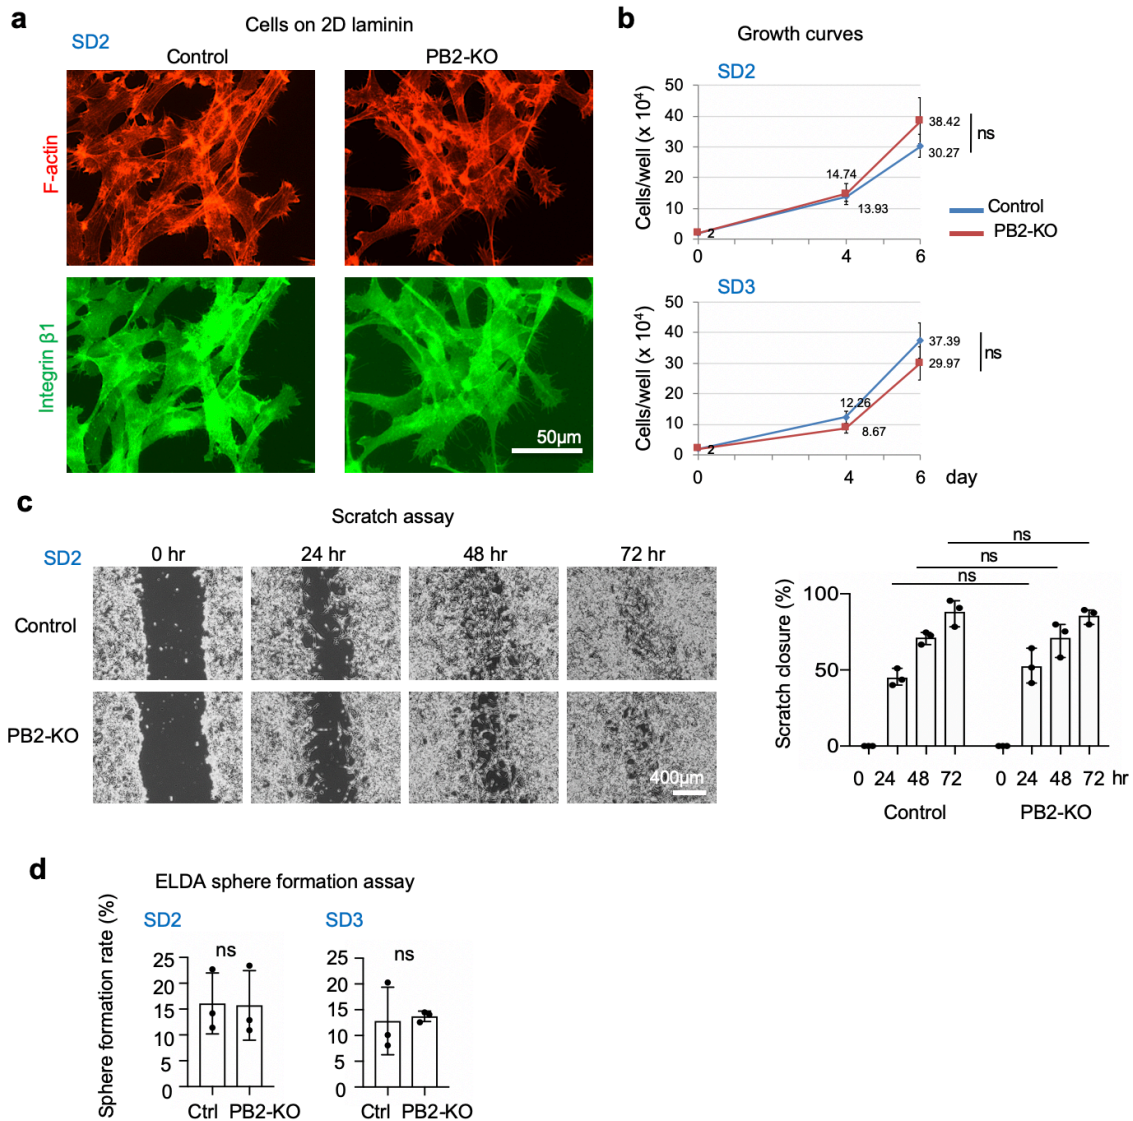 a
Cells on 2D laminin
SD2
Control PB2-KO
F-actin
Integrin β1
50μm
b
Growth curves
SD2
Cells/well (x 10⁴)
50
40
30
20
10
0
2
14.74
13.93
38.42
30.27
ns
0 4 6
Control
PB2-KO
SD3
Cells/well (x 10⁴)
50
40
30
20
10
0
2
12.26
8.67
37.39
29.97
ns
0 4 6 day
c
Scratch assay
SD2
0 hr 24 hr 48 hr 72 hr
Control
PB2-KO
400μm
ns
ns
ns
Scratch closure (%)
100
50
0
0 24 48 72 0 24 48 72 hr
Control PB2-KO
d
ELDA sphere formation assay
Sphere formation rate (%)
SD2
ns
25
20
15
10
5
0
Ctrl PB2-KO
SD3
ns
25
20
15
10
5
0
Ctrl PB2-KO